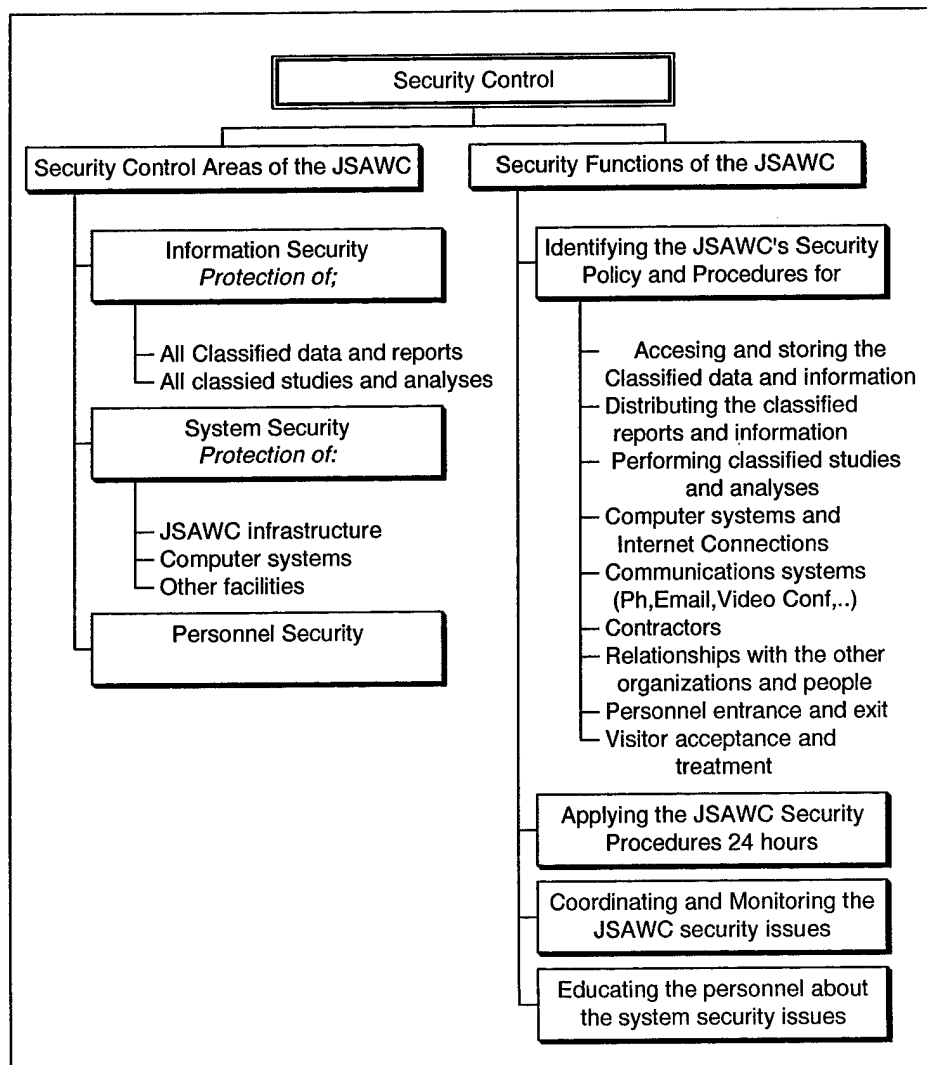 Security Control
Security Control Areas of the JSAWC
Information Security
Protection of;
All Classified data and reports
All classied studies and analyses
System Security
Protection of:
JSAWC infrastructure
Computer systems
Other facilities
Personnel Security
Security Functions of the JSAWC
Identifying the JSAWC's Security
Policy and Procedures for
Accesing and storing the
Classified data and information
Distributing the classified
reports and information
Performing classified studies
and analyses
Computer systems and
Internet Connections
Communications systems
(Ph,Email,Video Conf,..)
Contractors
Relationships with the other
organizations and people
Personnel entrance and exit
Visitor acceptance and
treatment
Applying the JSAWC Security
Procedures 24 hours
Coordinating and Monitoring the
JSAWC security issues
Educating the personnel about
the system security issues